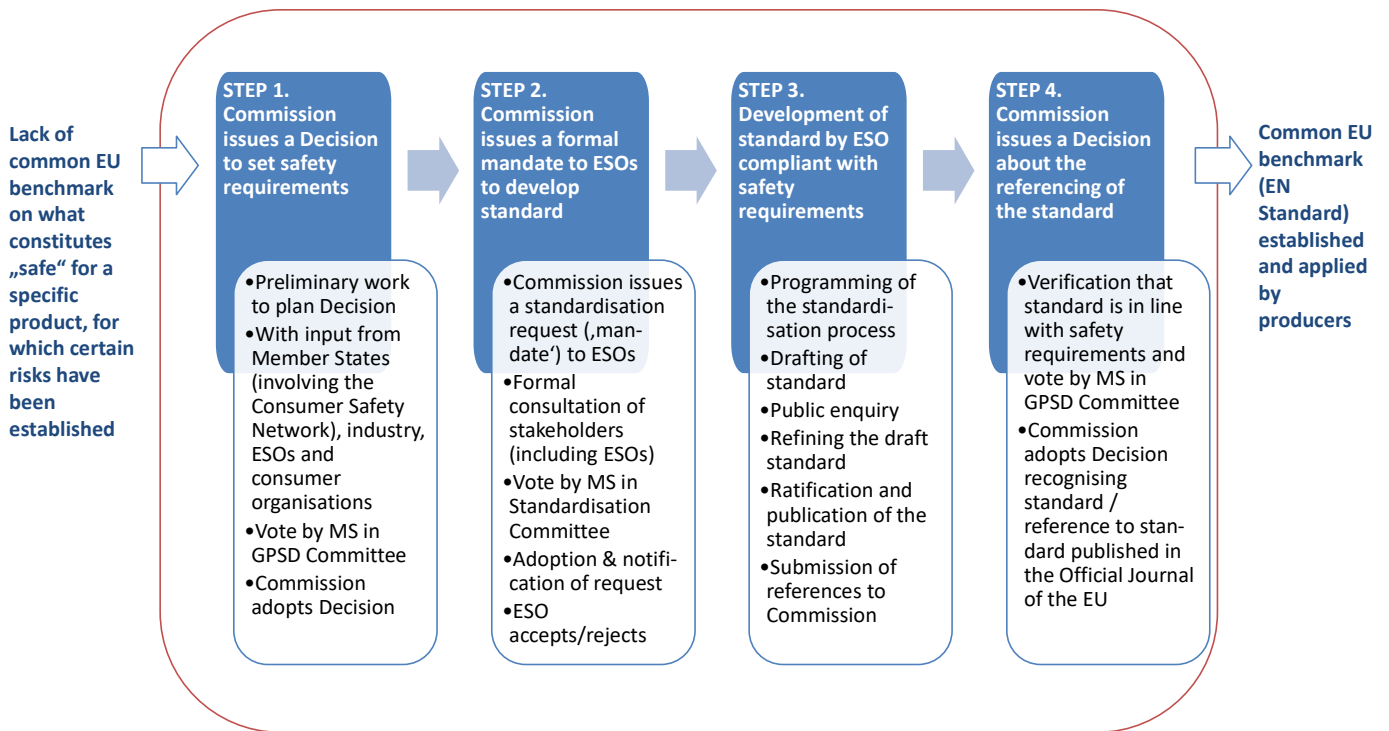 Lack of
common EU
benchmark
on what
constitutes
„safe“ for a
specific
product, for
which certain
risks have
been
established
STEP 1.
Commission
issues a Decision
to set safety
requirements
•Preliminary work
to plan Decision
•With input from
Member States
(involving the
Consumer Safety
Network), industry,
ESOs and
consumer
organisations
•Vote by MS in
GPSD Committee
•Commission
adopts Decision
STEP 2.
Commission
issues a formal
mandate to ESOs
to develop
standard
•Commission issues
a standardisation
request (‚man-
date‘) to ESOs
•Formal
consultation of
stakeholders
(including ESOs)
•Vote by MS in
Standardisation
Committee
•Adoption & notifi-
cation of request
•ESO
accepts/rejects
STEP 3.
Development of
standard by ESO
compliant with
safety
requirements
•Programming of
the standardi-
sation process
•Drafting of
standard
•Public enquiry
•Refining the draft
standard
•Ratification and
publication of the
standard
•Submission of
references to
Commission
STEP 4.
Commission
issues a Decision
about the
referencing of
the standard
•Verification that
standard is in line
with safety
requirements and
vote by MS in
GPSD Committee
•Commission
adopts Decision
recognising
standard /
reference to stan-
dard published in
the Official Journal
of the EU
Common EU
benchmark
(EN
Standard)
established
and applied
by
producers